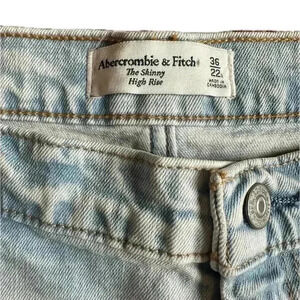 Abercrombie & Fitch
The Skinny
High Rise
36
22
MADE IN
CAMBODIA